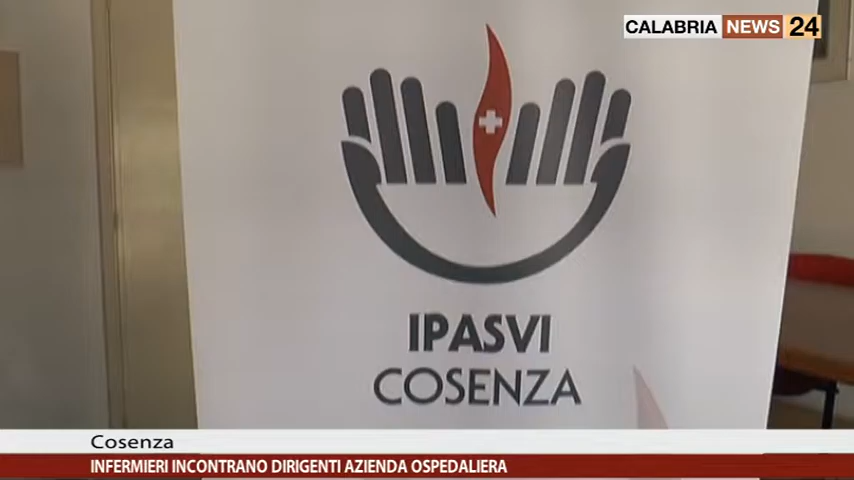 CALABRIA NEWS 24
IPASVI
COSENZA
Cosenza
INFERMIERI INCONTRANO DIRIGENTI AZIENDA OSPEDALIERA